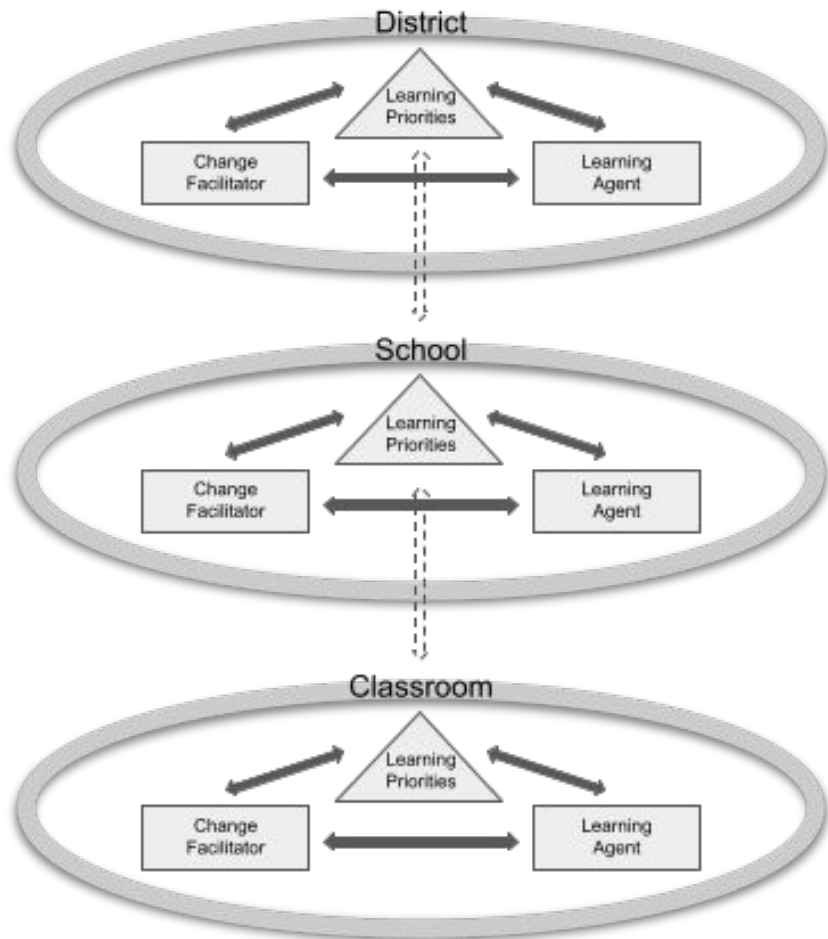 District
Learning
Priorities
Change
Facilitator
Learning
Agent
School
Learning
Priorities
Change
Facilitator
Learning
Agent
Classroom
Learning
Priorities
Change
Facilitator
Learning
Agent